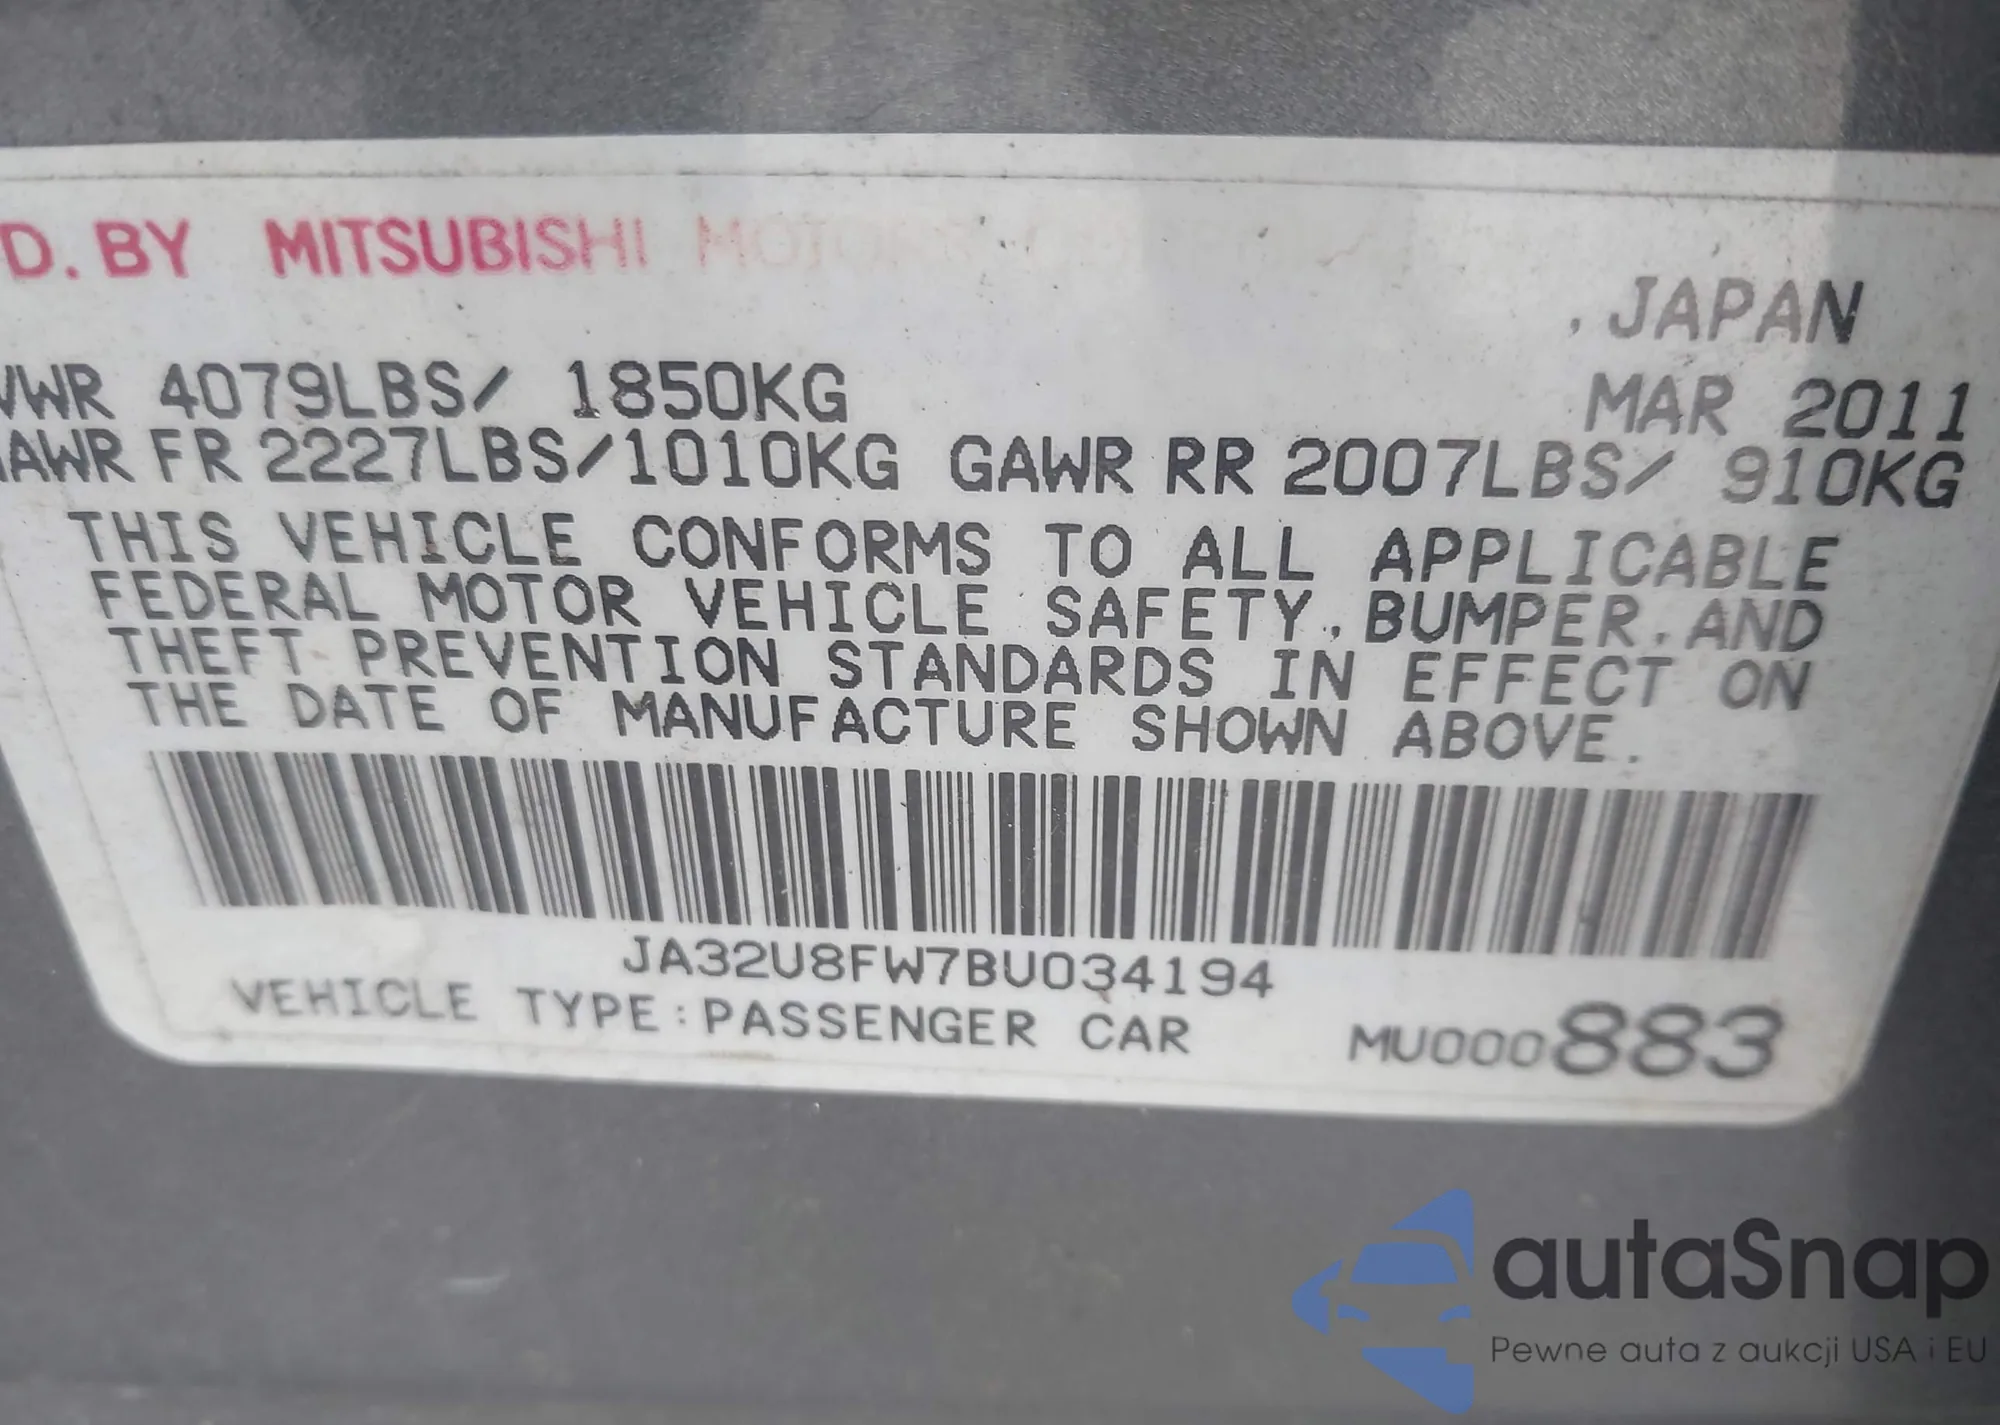 D. BY MITSUBISHI MOTORS
, JAPAN
VWR 4079LBS/ 1850KG MAR 2011
AWR FR 2227LBS/1010KG GAWR RR 2007LBS/ 910KG
THIS VEHICLE CONFORMS TO ALL APPLICABLE
FEDERAL MOTOR VEHICLE SAFETY, BUMPER, AND
THEFT PREVENTION STANDARDS IN EFFECT ON
THE DATE OF MANUFACTURE SHOWN ABOVE.
JA32U8FW7BU034194
VEHICLE TYPE:PASSENGER CAR MU000883
autaSnap
Pewne auta z aukcji USA i EU